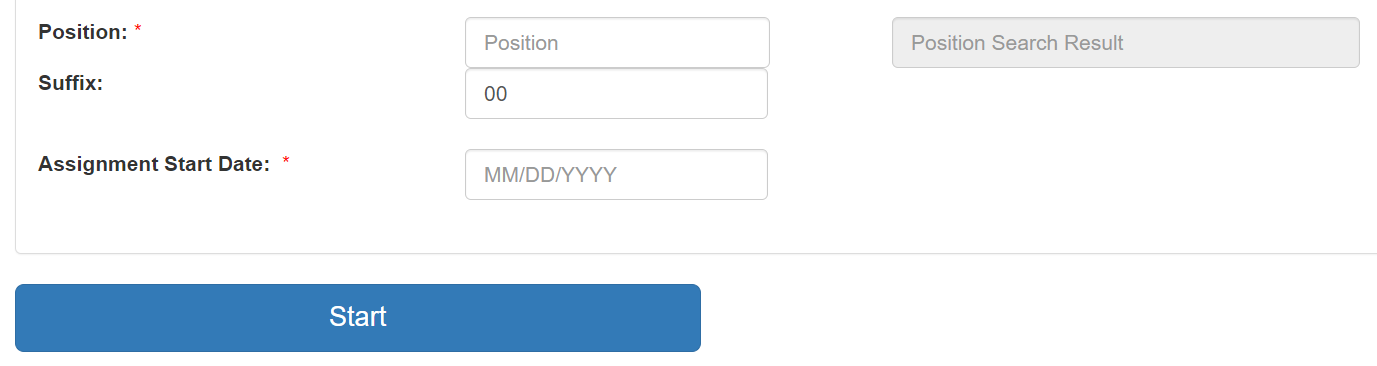 Position: * Position Position Search Result
Suffix: 00
Assignment Start Date: * MM/DD/YYYY
Start